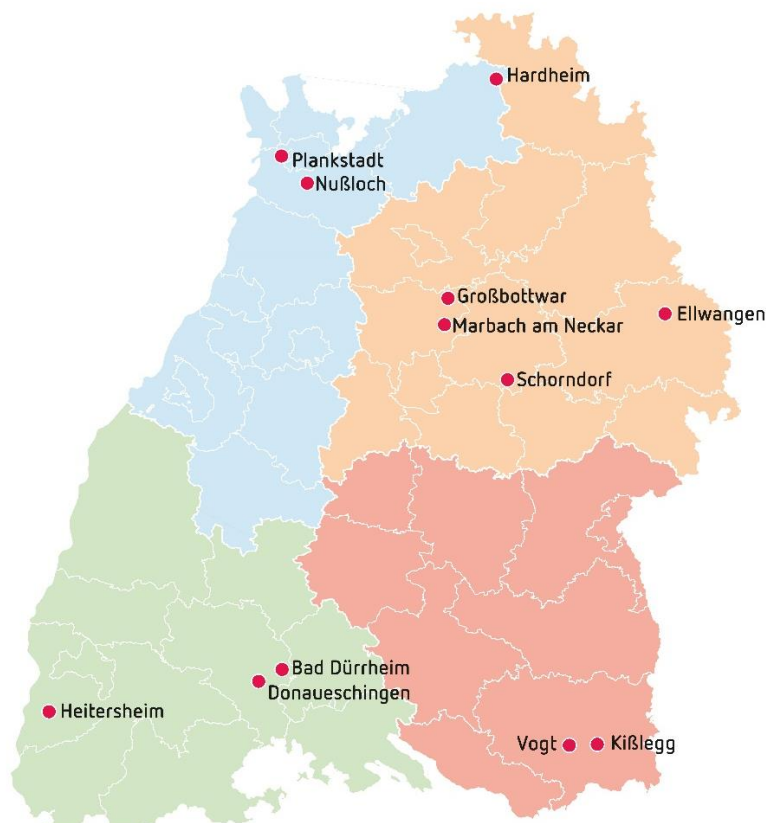 Hardheim
Plankstadt
Nußloch
Großbottwar
Marbach am Neckar
Ellwangen
Schorndorf
Bad Dürrheim
Donaueschingen
Heitersheim
Vogt
Kißlegg